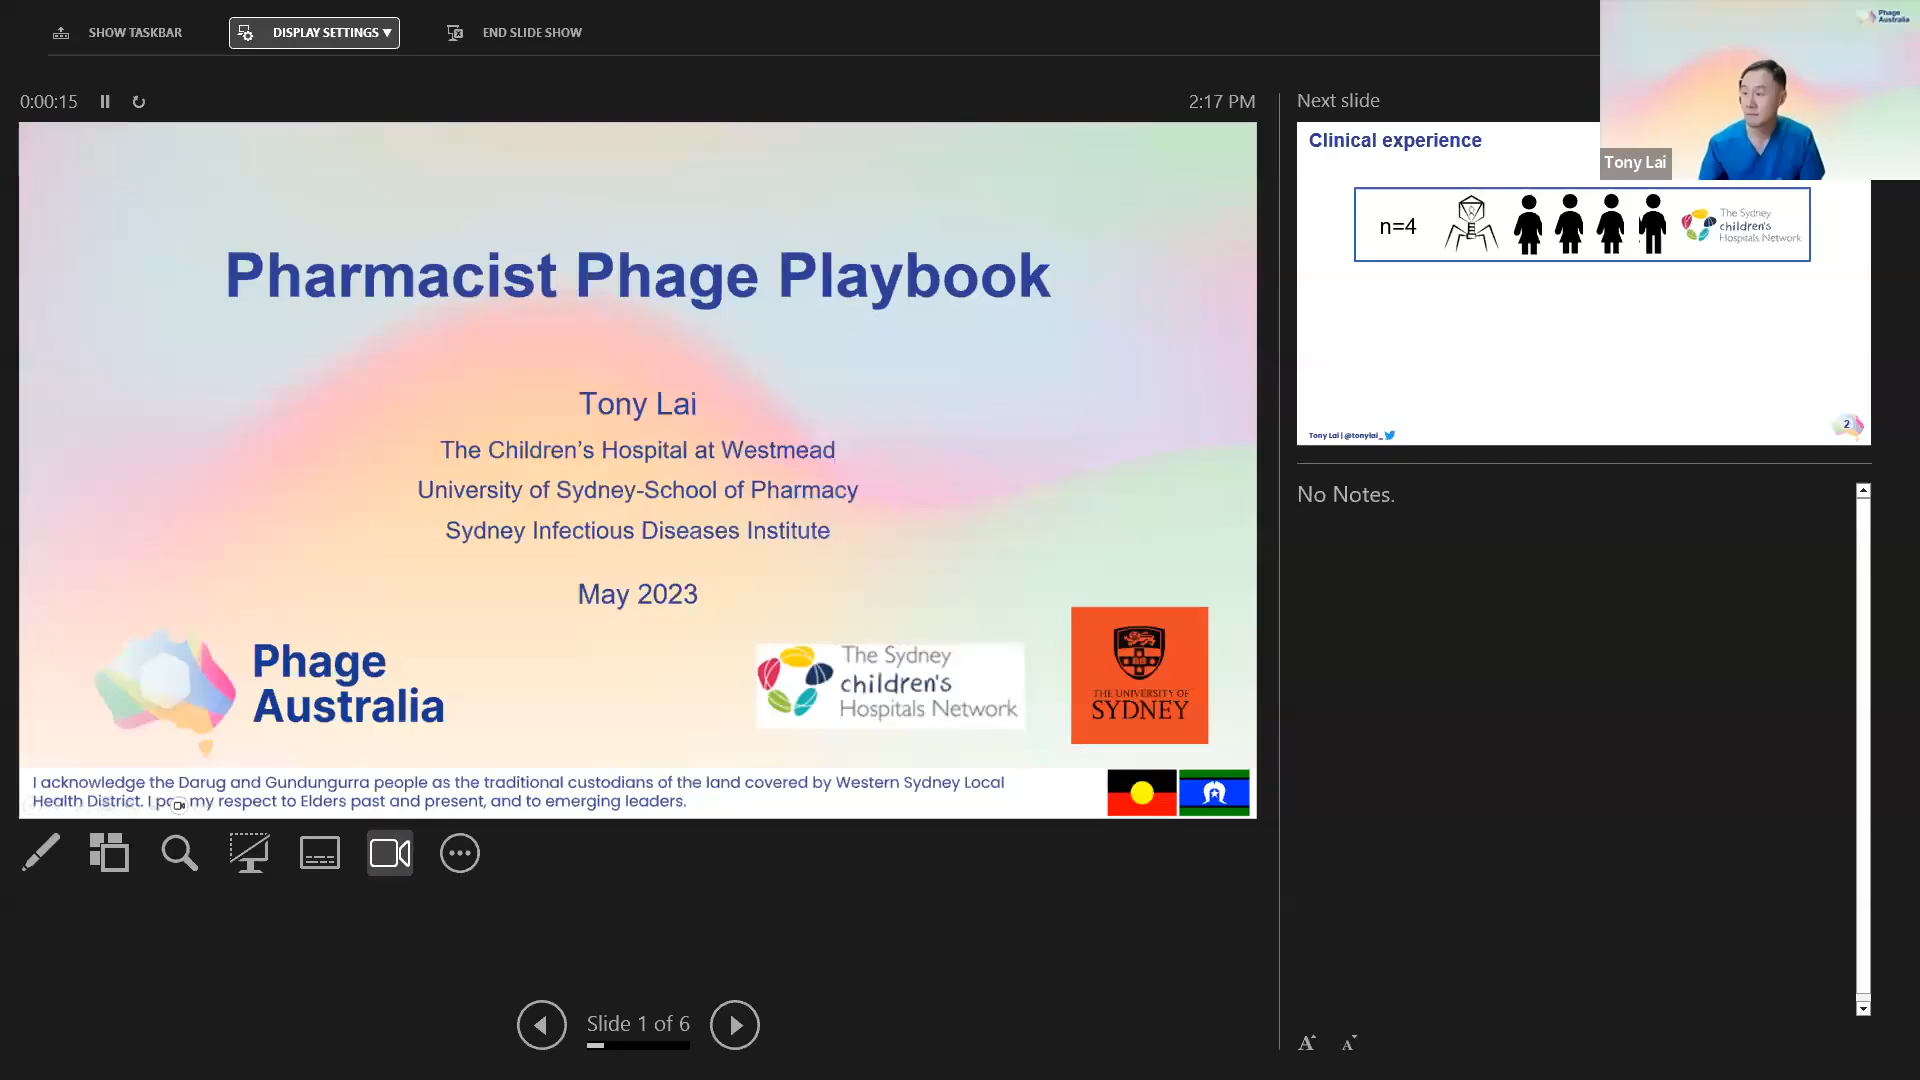 SHOW TASKBAR
DISPLAY SETTINGS ▼
END SLIDE SHOW
Phage
Australia
0:00:15
2:17 PM
Next slide
Tony Lai
Pharmacist Phage Playbook
Tony Lai
The Children's Hospital at Westmead
University of Sydney-School of Pharmacy
Sydney Infectious Diseases Institute
May 2023
Phage
Australia
The Sydney
children's
Hospitals Network
THE UNIVERSITY OF
SYDNEY
I acknowledge the Darug and Gundungurra people as the traditional custodians of the land covered by Western Sydney Local
Health District. I my respect to Elders past and present, and to emerging leaders.
Clinical experience
n=4
The Sydney
children's
Hospitals Network
Tony Lai | @tonylai_
2
No Notes.
Slide 1 of 6
A A